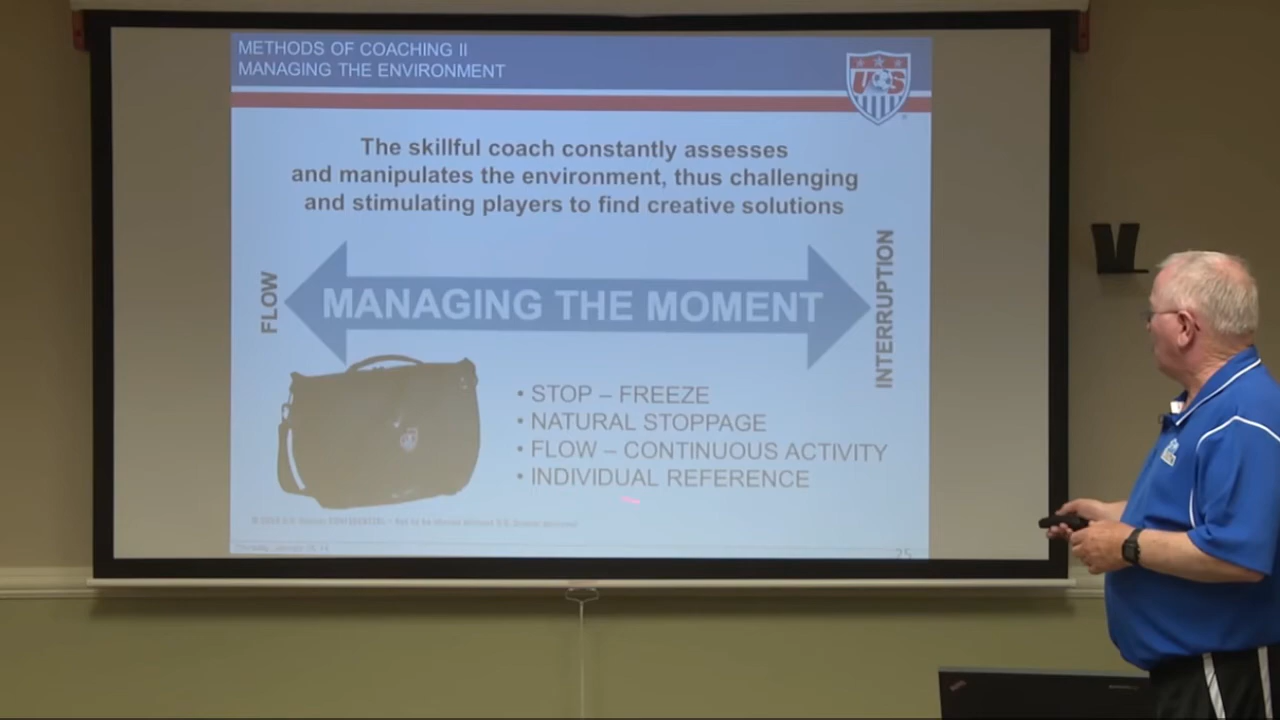 METHODS OF COACHING II
MANAGING THE ENVIRONMENT
US
The skillful coach constantly assesses
and manipulates the environment, thus challenging
and stimulating players to find creative solutions
FLOW
MANAGING THE MOMENT
INTERRUPTION
• STOP – FREEZE
• NATURAL STOPPAGE
• FLOW – CONTINUOUS ACTIVITY
• INDIVIDUAL REFERENCE
25